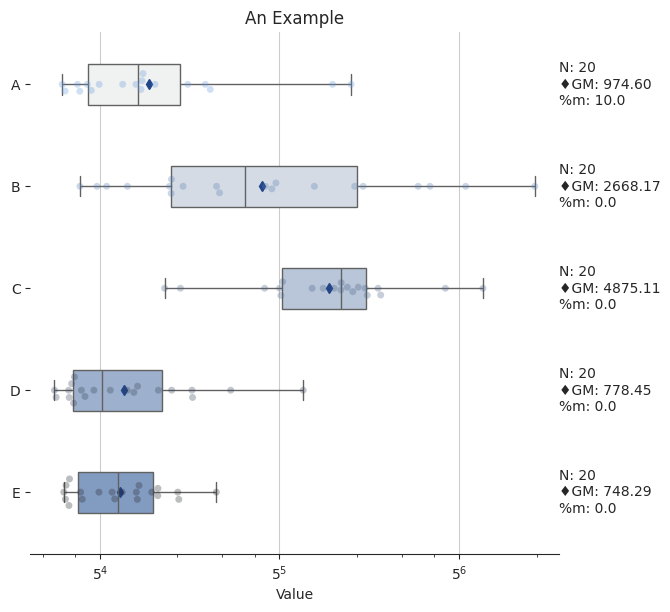 An Example
A
N: 20
♦GM: 974.60
%m: 10.0
B
N: 20
♦GM: 2668.17
%m: 0.0
C
N: 20
♦GM: 4875.11
%m: 0.0
D
N: 20
♦GM: 778.45
%m: 0.0
E
N: 20
♦GM: 748.29
%m: 0.0
5⁴ 5⁵ 5⁶
Value